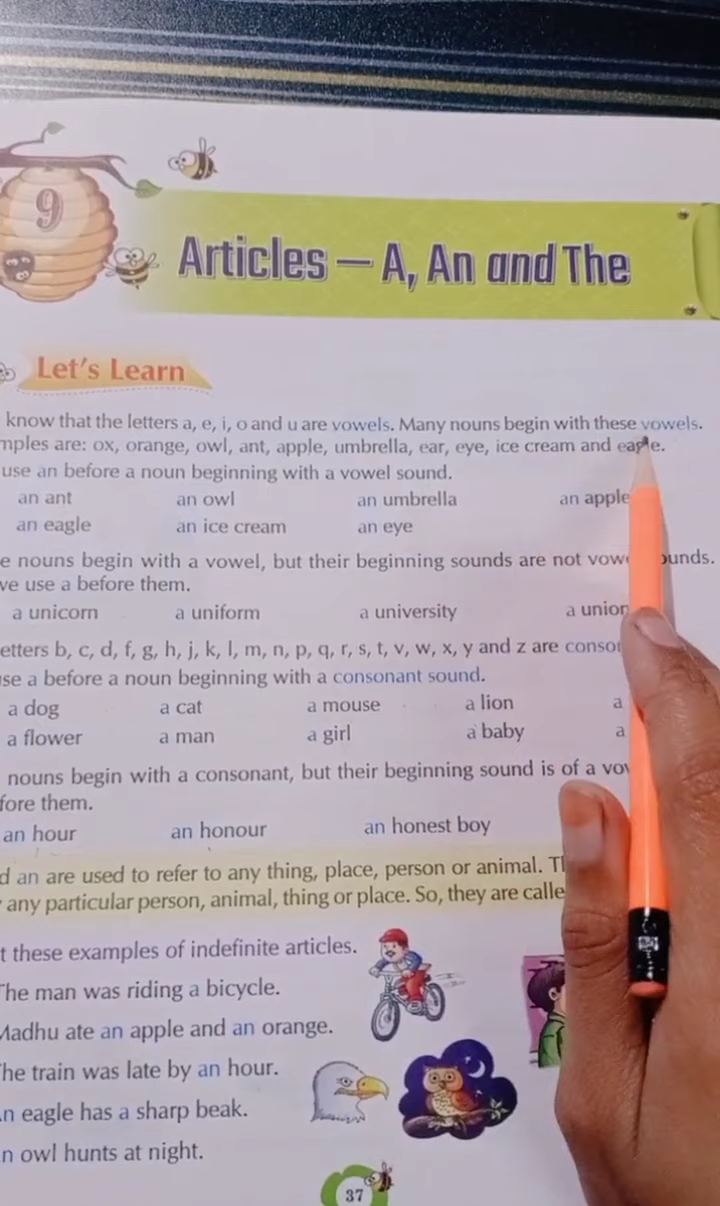 9
Articles — A, An and The
Let's Learn
know that the letters a, e, i, o and u are vowels. Many nouns begin with these vowels.
mples are: ox, orange, owl, ant, apple, umbrella, ear, eye, ice cream and eagle.
use an before a noun beginning with a vowel sound.
an ant an owl an umbrella an apple
an eagle an ice cream an eye
e nouns begin with a vowel, but their beginning sounds are not vow ounds.
ve use a before them.
a unicorn a uniform a university a union
etters b, c, d, f, g, h, j, k, l, m, n, p, q, r, s, t, v, w, x, y and z are conso
use a before a noun beginning with a consonant sound.
a dog a cat a mouse a lion a
a flower a man a girl a baby a
nouns begin with a consonant, but their beginning sound is of a vow
fore them.
an hour an honour an honest boy
d an are used to refer to any thing, place, person or animal. T
any particular person, animal, thing or place. So, they are calle
t these examples of indefinite articles.
The man was riding a bicycle.
Madhu ate an apple and an orange.
The train was late by an hour.
An eagle has a sharp beak.
n owl hunts at night.
37